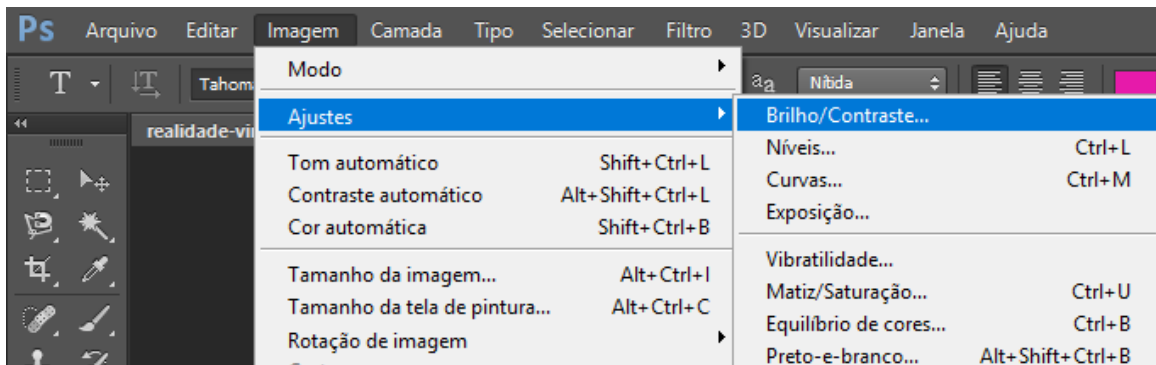 Ps Arquivo Editar Imagem Camada Tipo Selecionar Filtro 3D Visualizar Janela Ajuda
T Tahoma aa Nítida
Modo
Ajustes
Tom automático Shift+Ctrl+L
Contraste automático Alt+Shift+Ctrl+L
Cor automática Shift+Ctrl+B
Tamanho da imagem... Alt+Ctrl+I
Tamanho da tela de pintura... Alt+Ctrl+C
Rotação de imagem
Brilho/Contraste...
Níveis... Ctrl+L
Curvas... Ctrl+M
Exposição...
Vibratilidade...
Matiz/Saturação... Ctrl+U
Equilíbrio de cores... Ctrl+B
Preto-e-branco... Alt+Shift+Ctrl+B
realidade-vi